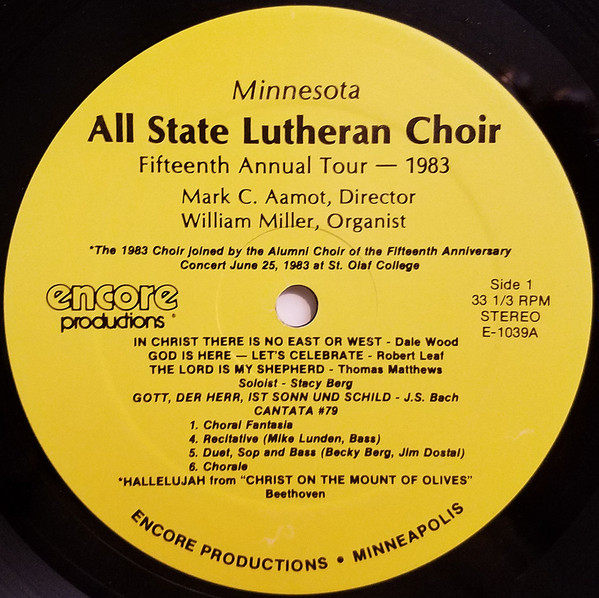 Minnesota
All State Lutheran Choir
Fifteenth Annual Tour — 1983
Mark C. Aamot, Director
William Miller, Organist
*The 1983 Choir joined by the Alumni Choir of the Fifteenth Anniversary
Concert June 25, 1983 at St. Olaf College
encore
productions
Side 1
33 1/3 RPM
STEREO
E-1039A
IN CHRIST THERE IS NO EAST OR WEST - Dale Wood
GOD IS HERE — LET'S CELEBRATE - Robert Leaf
THE LORD IS MY SHEPHERD - Thomas Matthews
Soloist - Stacy Berg
GOTT, DER HERR, IST SONN UND SCHILD - J.S. Bach
CANTATA #79
1. Choral Fantasia
4. Recitative (Mike Lunden, Bass)
5. Duet, Sop and Bass (Becky Berg, Jim Dostal)
6. Chorale
*HALLELUJAH from "CHRIST ON THE MOUNT OF OLIVES"
Beethoven
ENCORE PRODUCTIONS • MINNEAPOLIS